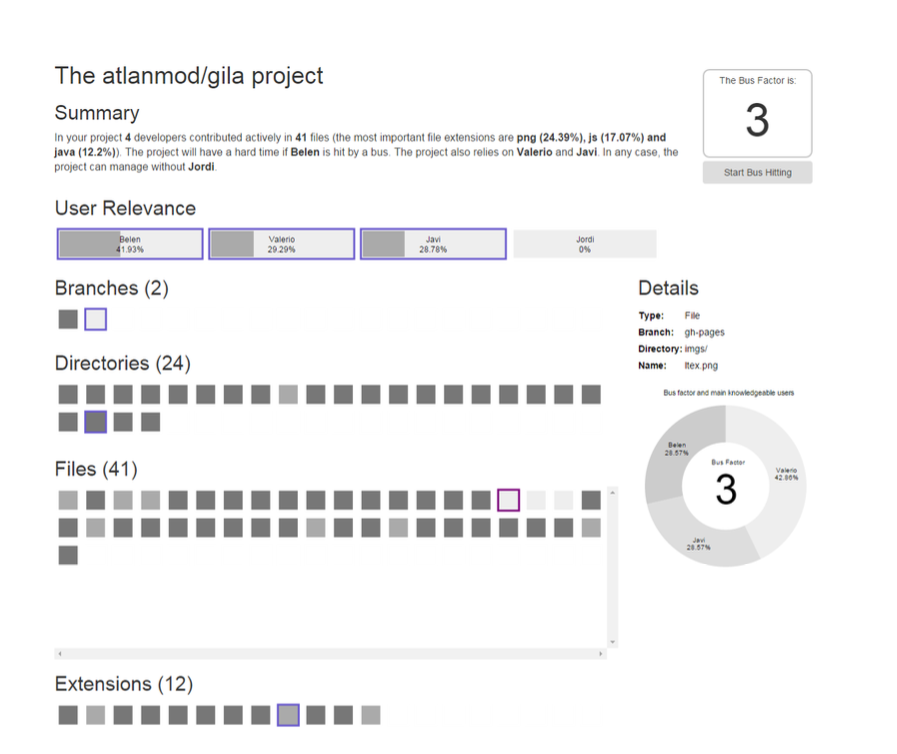 The atlanmod/gila project
The Bus Factor is:
3
Start Bus Hitting
Summary
In your project 4 developers contributed actively in 41 files (the most important file extensions are png (24.39%), js (17.07%) and
java (12.2%)). The project will have a hard time if Belen is hit by a bus. The project also relies on Valerio and Javi. In any case, the
project can manage without Jordi.
User Relevance
Belen
41.93%
Valerio
29.29%
Javi
28.78%
Jordi
0%
Branches (2)
Directories (24)
Files (41)
Extensions (12)
Details
Type: File
Branch: gh-pages
Directory: imgs/
Name: ltex.png
Bus factor and main knowledgeable users
Belen
28.57%
Bus Factor
3
Valerio
42.86%
Javi
28.57%